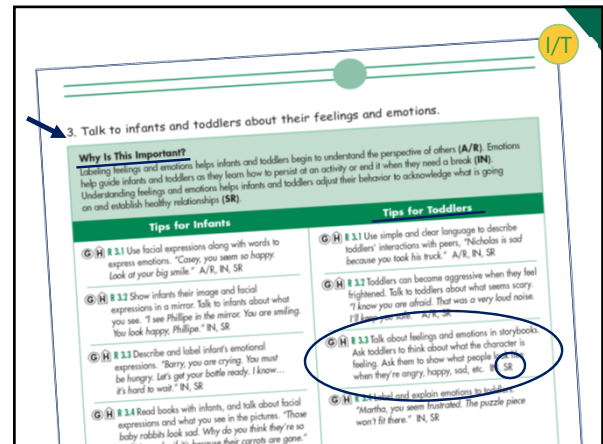 I/T
3. Talk to infants and toddlers about their feelings and emotions.
Why Is This Important?
Labeling feelings and emotions helps infants and toddlers begin to understand the perspective of others (A/R). Emotions
help guide infants and toddlers as they learn how to persist at an activity or end it when they need a break (IN).
Understanding feelings and emotions helps infants and toddlers adjust their behavior to acknowledge what is going
on and establish healthy relationships (SR).
Tips for Infants
G H R 3.1 Use facial expressions along with words to
express emotions. "Casey, you seem so happy.
Look at your big smile." A/R, IN, SR
G H R 3.2 Show infants their image and facial
expressions in a mirror. Talk to infants about what
you see. "I see Phillipe in the mirror. You are smiling.
You look happy, Phillipe." IN, SR
G H R 3.3 Describe and label infant's emotional
expressions. "Barry, you are crying. You must
be hungry. Let's get your bottle ready. I know…
it's hard to wait." IN, SR
G H R 3.4 Read books with infants, and talk about facial
expressions and what you see in the pictures. "Those
baby rabbits look sad. Why do you think they're so
their carrots are gone."
Tips for Toddlers
G H R 3.1 Use simple and clear language to describe
toddlers' interactions with peers, "Nicholas is sad
because you took his truck." A/R, IN, SR
G H R 3.2 Toddlers can become aggressive when they feel
frightened. Talk to toddlers about what seems scary.
"I know you are afraid. That was a very loud noise.
I'll keep you safe." A/R, SR
G H R 3.3 Talk about feelings and emotions in storybooks.
Ask toddlers to think about what the character is
feeling. Ask them to show what people look like
when they're angry, happy, sad, etc. IN, SR
G H R 3.4 Label and explain emotions to toddlers.
"Martha, you seem frustrated. The puzzle piece
won't fit there." IN, SR